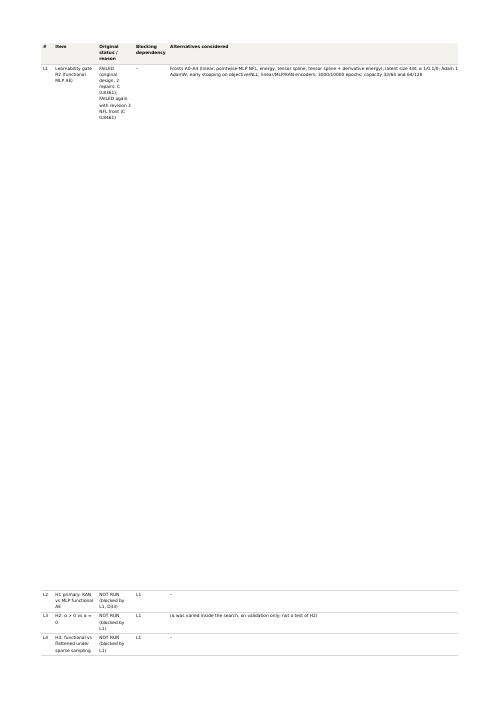 # Item Original status / reason Blocking dependency Alternatives considered
L1 Learnability gate R2 (functional MLP AE) FAILED (original design, 2 repairs: C 0.8361); FAILED again with revision 3 NFL front (C 0.8461) – Fronts A0–A4 (linear, pointwise-MLP NFL, energy, tensor spline, tensor spline + derivative energy); latent size 4/8; α 1/0.1/0; Adam
AdamW; early stopping on objective/NLL; linear/MLP/KAN encoders; 3000/10000 epochs; capacity 32/64 and 64/128
L2 H1 primary: KAN vs MLP functional AE NOT RUN (blocked by L1, D33) L1 –
L3 H2: α > 0 vs α = 0 NOT RUN (blocked by L1) L1 (α was varied inside the search, on validation only; not a test of H2)
L4 H3: functional vs flattened under sparse sampling NOT RUN (blocked by L1) L1 –